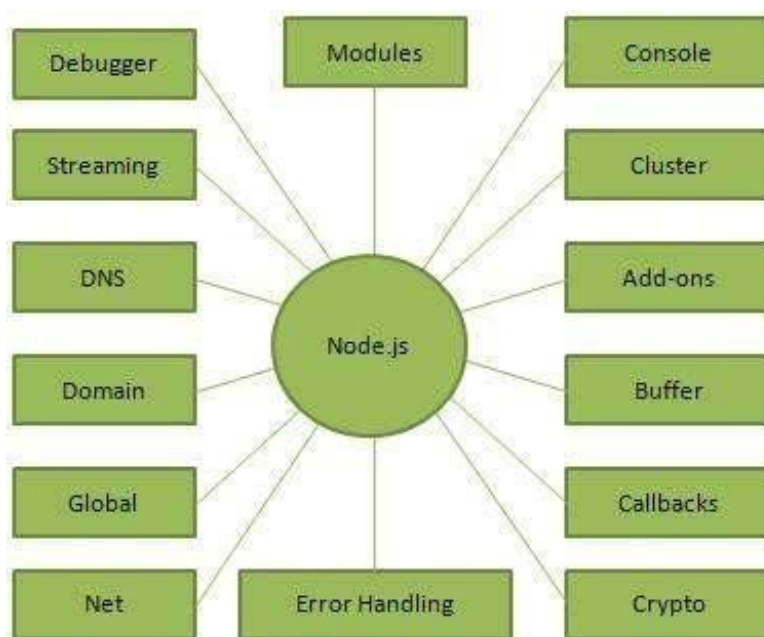 Debugger
Modules
Console
Streaming
Cluster
DNS
Add-ons
Node.js
Domain
Buffer
Global
Callbacks
Net
Error Handling
Crypto